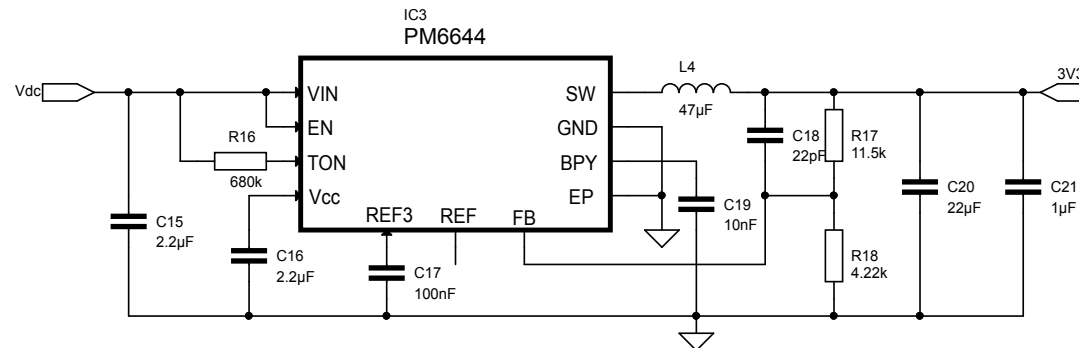 IC3
PM6644
Vdc
3V3
VIN
EN
TON
Vcc
REF3
REF
FB
SW
GND
BPY
EP
R16
680k
C15
2.2µF
C16
2.2µF
C17
100nF
L4
47µF
C18
22pF
R17
11.5k
C19
10nF
R18
4.22k
C20
22µF
C21
1µF